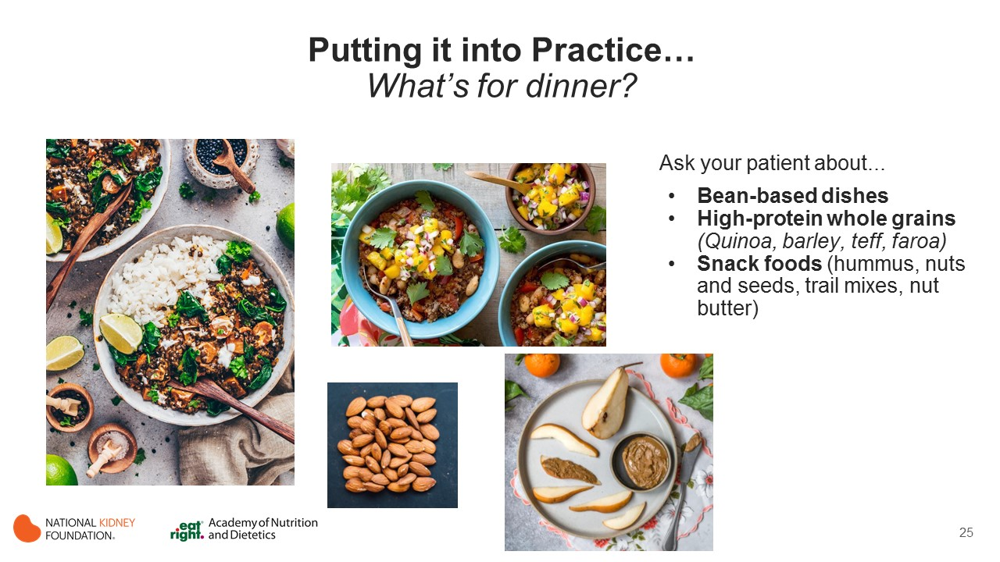 Putting it into Practice…
What’s for dinner?
Ask your patient about…
• Bean-based dishes
• High-protein whole grains
(Quinoa, barley, teff, faroa)
• Snack foods (hummus, nuts
and seeds, trail mixes, nut
butter)
NATIONAL KIDNEY
FOUNDATION®
eat
right.
Academy of Nutrition
and Dietetics
25